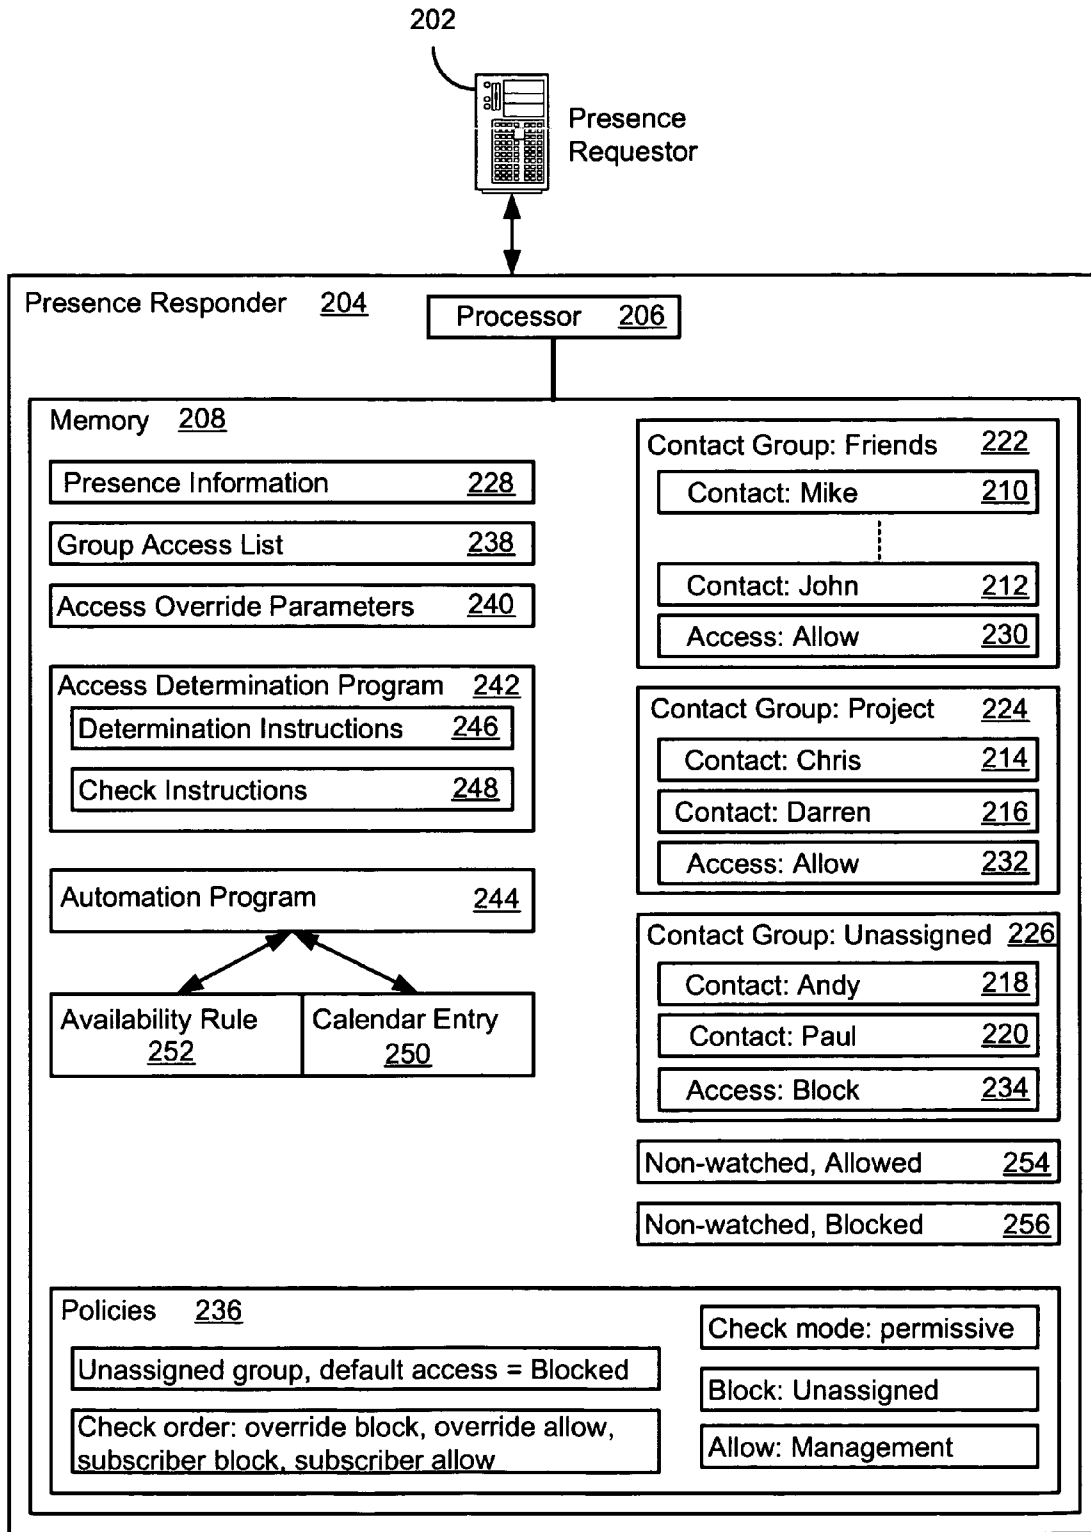 202
Presence
Requestor
Presence Responder 204
Processor 206
Memory 208
Presence Information 228
Group Access List 238
Access Override Parameters 240
Access Determination Program 242
Determination Instructions 246
Check Instructions 248
Automation Program 244
Availability Rule
252
Calendar Entry
250
Contact Group: Friends 222
Contact: Mike 210
Contact: John 212
Access: Allow 230
Contact Group: Project 224
Contact: Chris 214
Contact: Darren 216
Access: Allow 232
Contact Group: Unassigned 226
Contact: Andy 218
Contact: Paul 220
Access: Block 234
Non-watched, Allowed 254
Non-watched, Blocked 256
Policies 236
Unassigned group, default access = Blocked
Check order: override block, override allow,
subscriber block, subscriber allow
Check mode: permissive
Block: Unassigned
Allow: Management